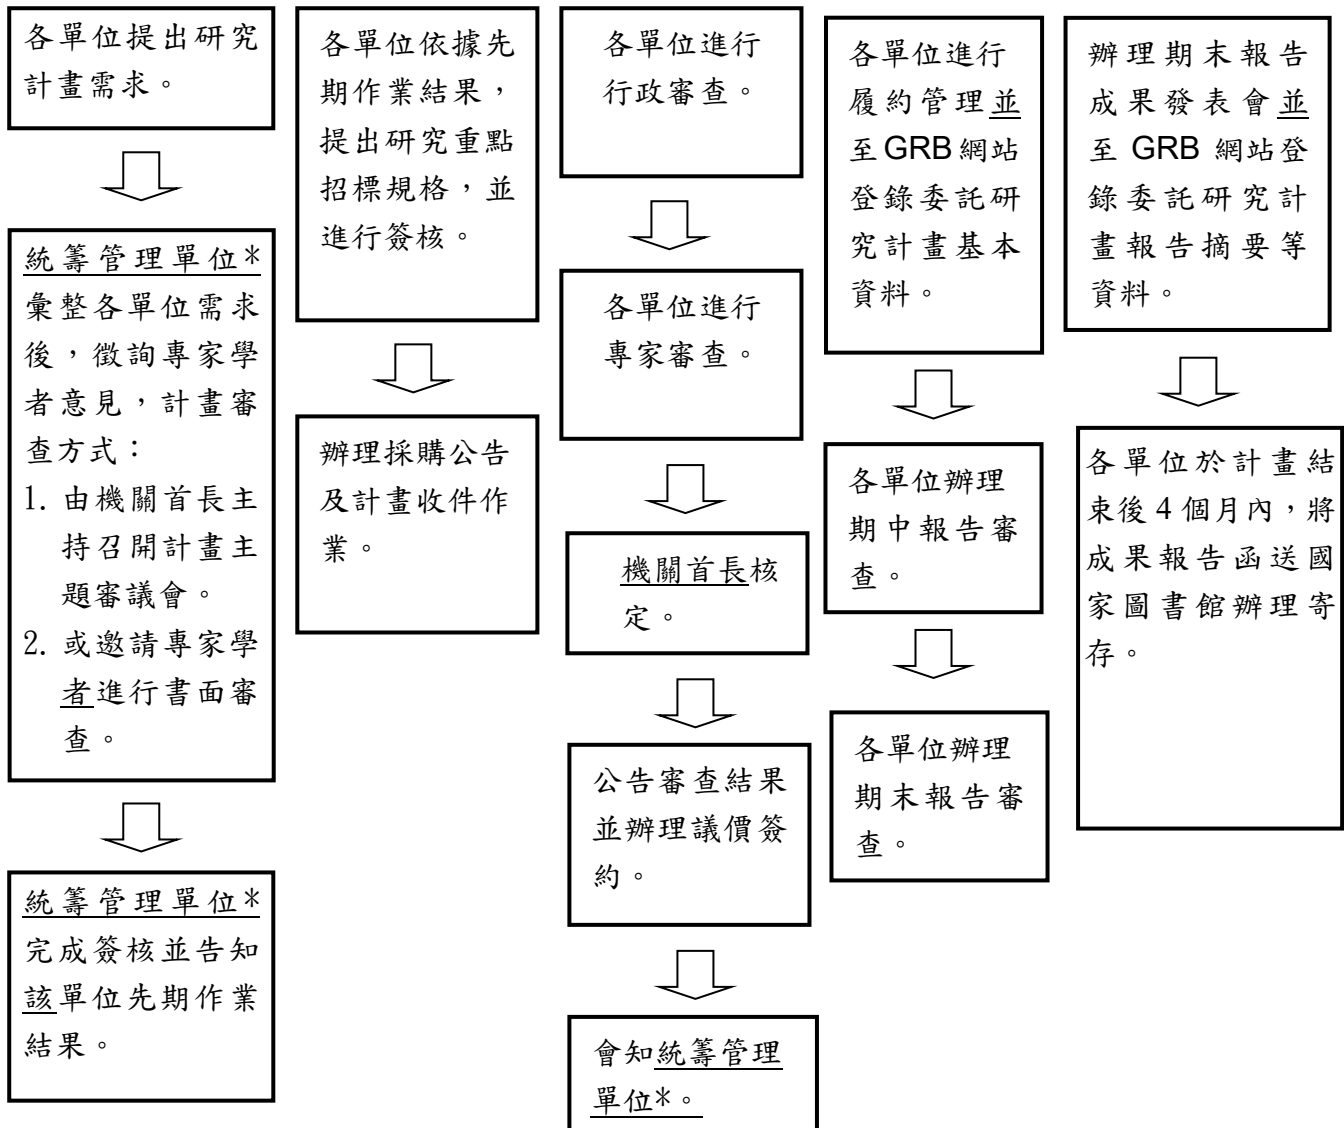 各單位提出研究
計畫需求。
統籌管理單位*
彙整各單位需求
後，徵詢專家學
者意見，計畫審
查方式：
1. 由機關首長主
持召開計畫主
題審議會。
2. 或邀請專家學
者進行書面審
查。
統籌管理單位*
完成簽核並告知
該單位先期作業
結果。
各單位依據先
期作業結果，
提出研究重點
招標規格，並
進行簽核。
辦理採購公告
及計畫收件作
業。
各單位進行
行政審查。
各單位進行
專家審查。
機關首長核
定。
公告審查結果
並辦理議價簽
約。
會知統籌管理
單位*。
各單位進行
履約管理並
至GRB網站
登錄委託研
究計畫基本
資料。
各單位辦理
期中報告審
查。
各單位辦理
期末報告審
查。
辦理期末報告
成果發表會並
至 GRB 網站登
錄委託研究計
畫報告摘要等
資料。
各單位於計畫結
束後4個月內，將
成果報告函送國
家圖書館辦理寄
存。